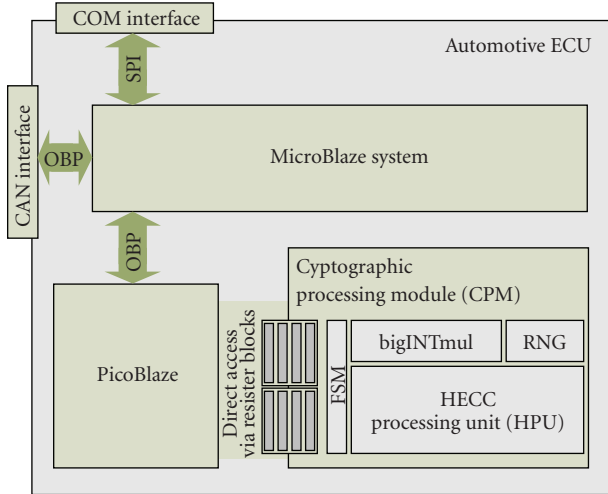 COM interface
Automotive ECU
SPI
CAN interface
OBP
MicroBlaze system
OBP
Cyptographic
processing module (CPM)
PicoBlaze
Direct access
via resister blocks
FSM
bigINTmul
RNG
HECC
processing unit (HPU)